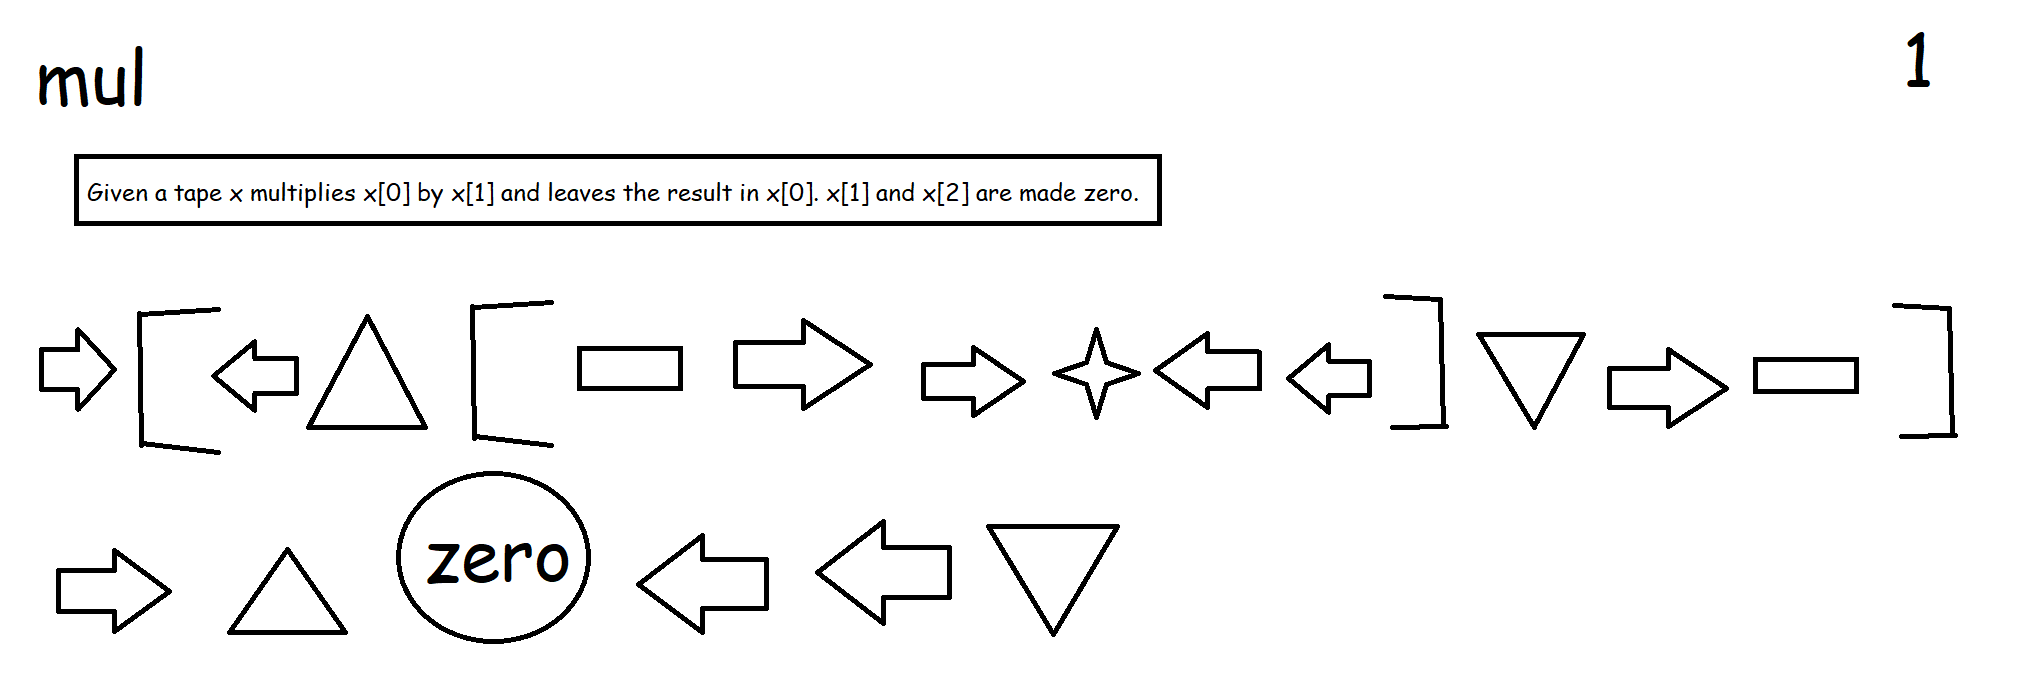 mul 1
Given a tape x multiplies x[0] by x[1] and leaves the result in x[0]. x[1] and x[2] are made zero.
zero